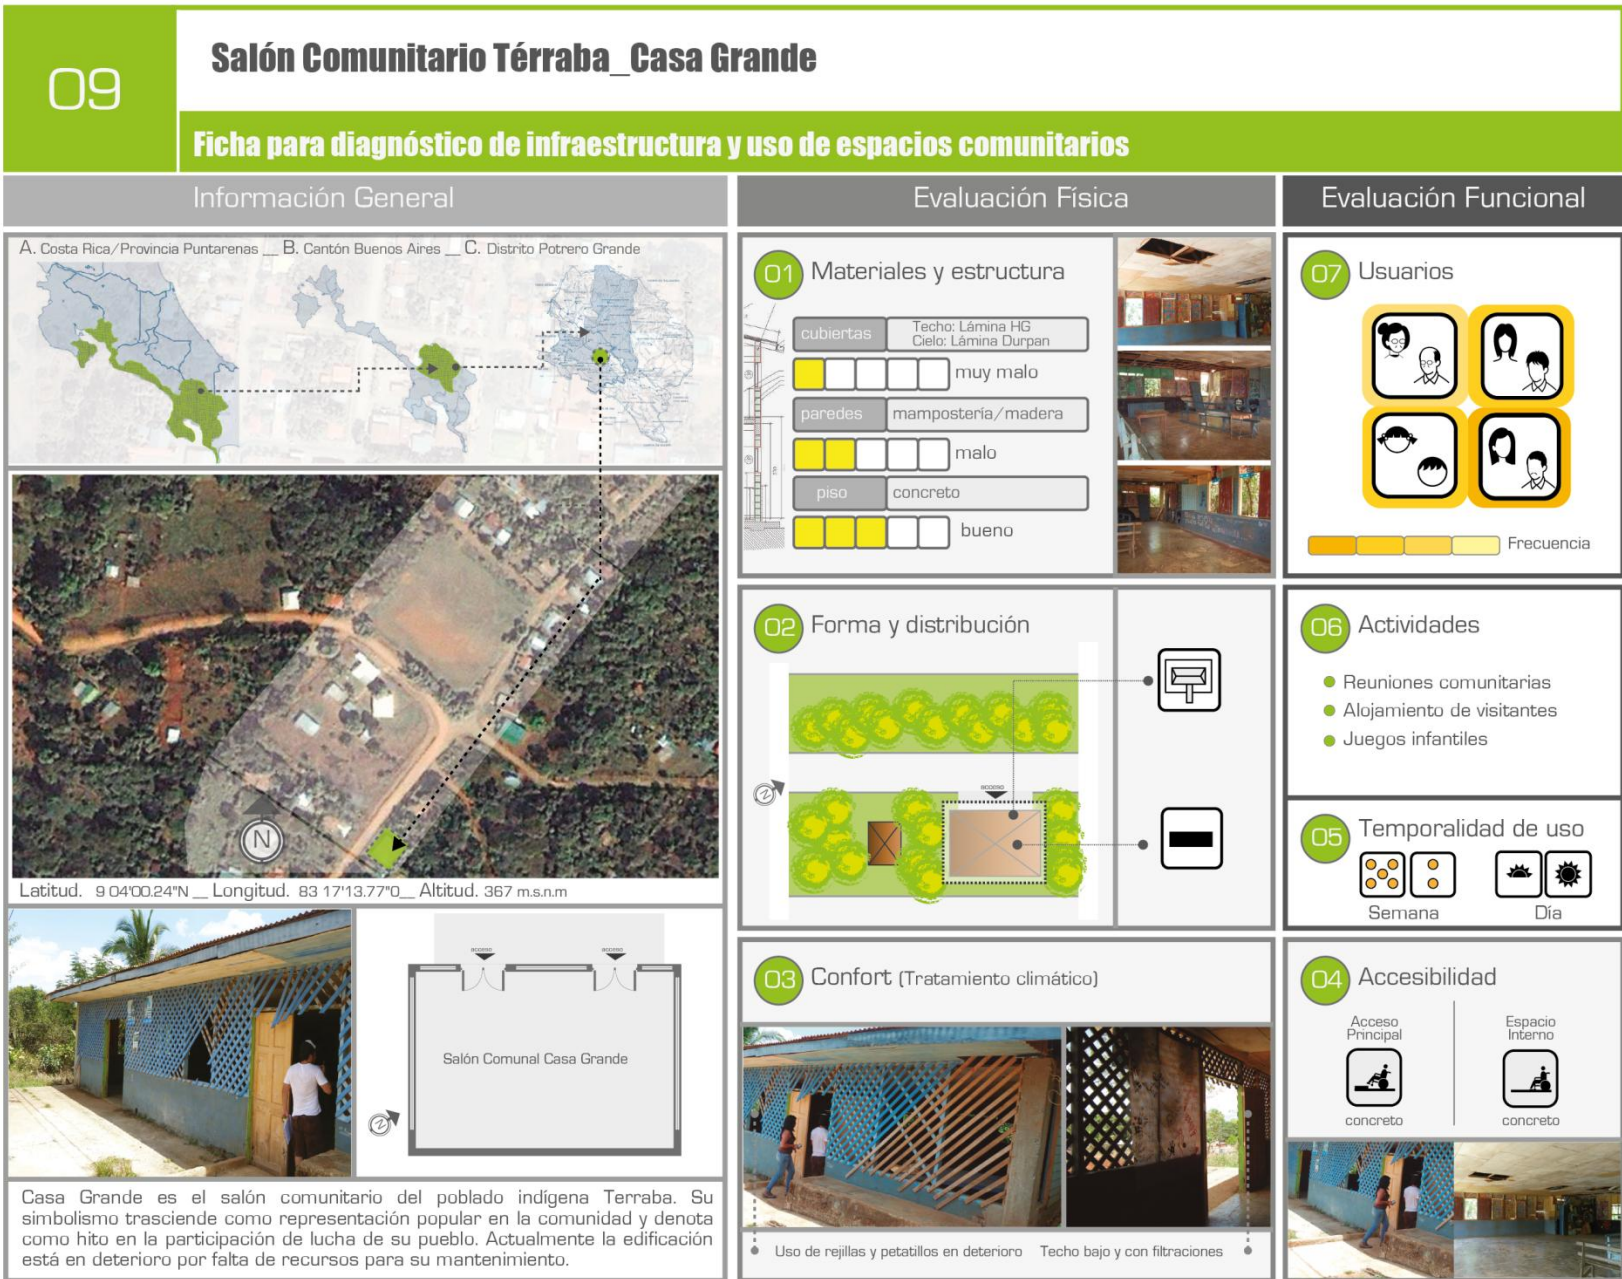 09
Salón Comunitario Térraba_Casa Grande
Ficha para diagnóstico de infraestructura y uso de espacios comunitarios
Información General
A. Costa Rica/Provincia Puntarenas __ B. Cantón Buenos Aires __ C. Distrito Potrero Grande
N
Latitud. 9 04'00.24"N __ Longitud. 83 17'13.77"O__ Altitud. 367 m.s.n.m
acceso
acceso
Salón Comunal Casa Grande
N
Casa Grande es el salón comunitario del poblado indígena Terraba. Su
simbolismo trasciende como representación popular en la comunidad y denota
como hito en la participación de lucha de su pueblo. Actualmente la edificación
está en deterioro por falta de recursos para su mantenimiento.
Evaluación Física
01 Materiales y estructura
cubiertas
Techo: Lámina HG
Cielo: Lámina Durpan
muy malo
paredes mampostería/madera
malo
piso concreto
bueno
02 Forma y distribución
N
acceso
03 Confort (Tratamiento climático)
Uso de rejillas y petatillos en deterioro
Techo bajo y con filtraciones
Evaluación Funcional
07 Usuarios
Frecuencia
06 Actividades
Reuniones comunitarias
Alojamiento de visitantes
Juegos infantiles
05 Temporalidad de uso
Semana
Día
04 Accesibilidad
Acceso
Principal
concreto
Espacio
Interno
concreto